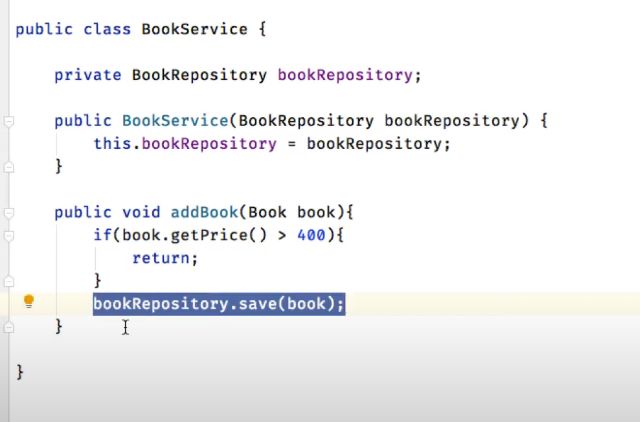 public class BookService {
private BookRepository bookRepository;
public BookService(BookRepository bookRepository) {
this.bookRepository = bookRepository;
}
public void addBook(Book book){
if(book.getPrice() > 400){
return;
}
bookRepository.save(book);
}
}